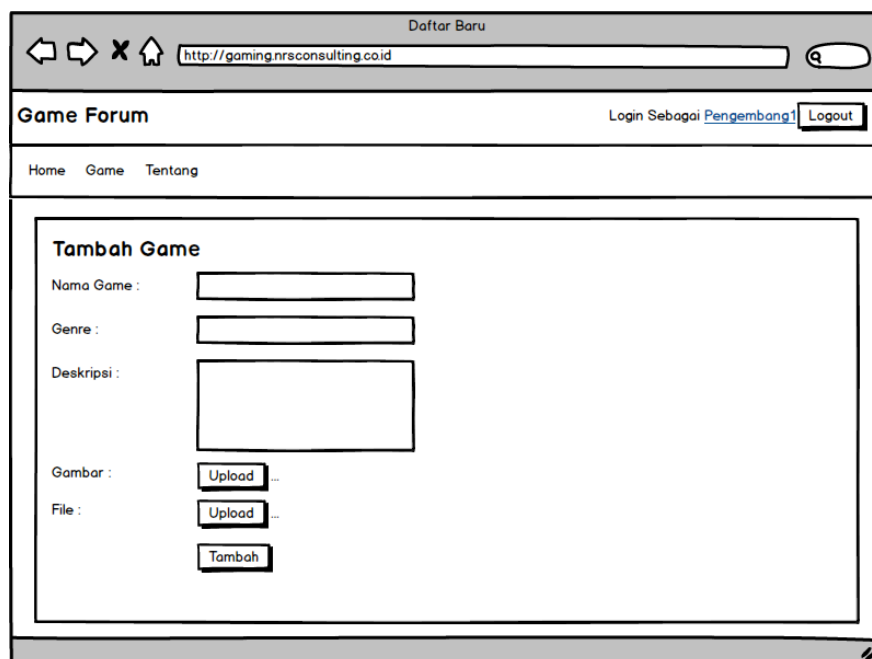 Daftar Baru
http://gaming.nrsconsulting.co.id
Game Forum
Login Sebagai Pengembang1 Logout
Home Game Tentang
Tambah Game
Nama Game :
Genre :
Deskripsi :
Gambar : Upload ...
File : Upload ...
Tambah